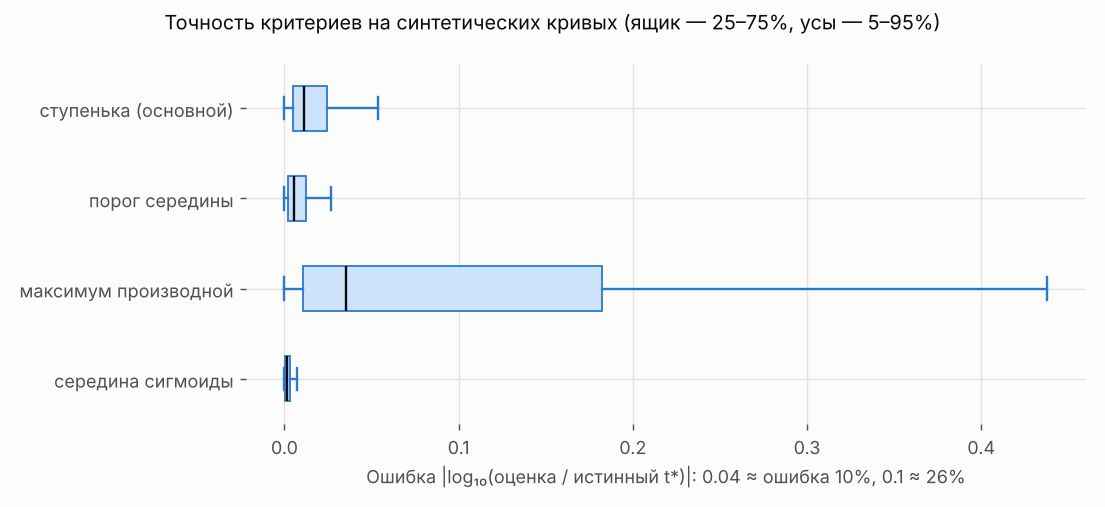 Точность критериев на синтетических кривых (ящик — 25–75%, усы — 5–95%)
ступенька (основной)
порог середины
максимум производной
середина сигмоиды
0.0 0.1 0.2 0.3 0.4
Ошибка |log₁₀(оценка / истинный t*)|: 0.04 ≈ ошибка 10%, 0.1 ≈ 26%